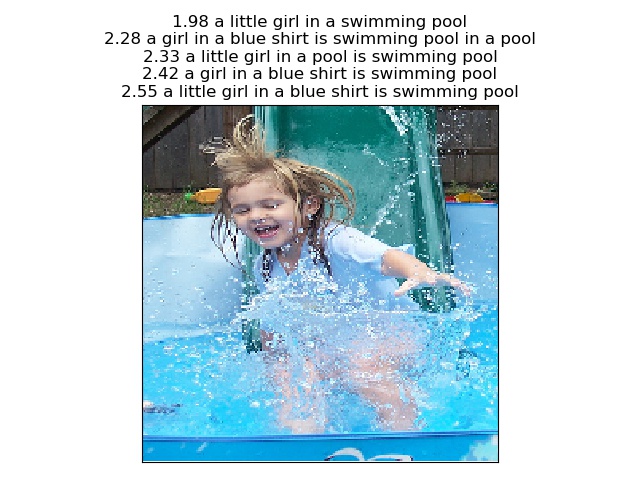 1.98 a little girl in a swimming pool
2.28 a girl in a blue shirt is swimming pool in a pool
2.33 a little girl in a pool is swimming pool
2.42 a girl in a blue shirt is swimming pool
2.55 a little girl in a blue shirt is swimming pool